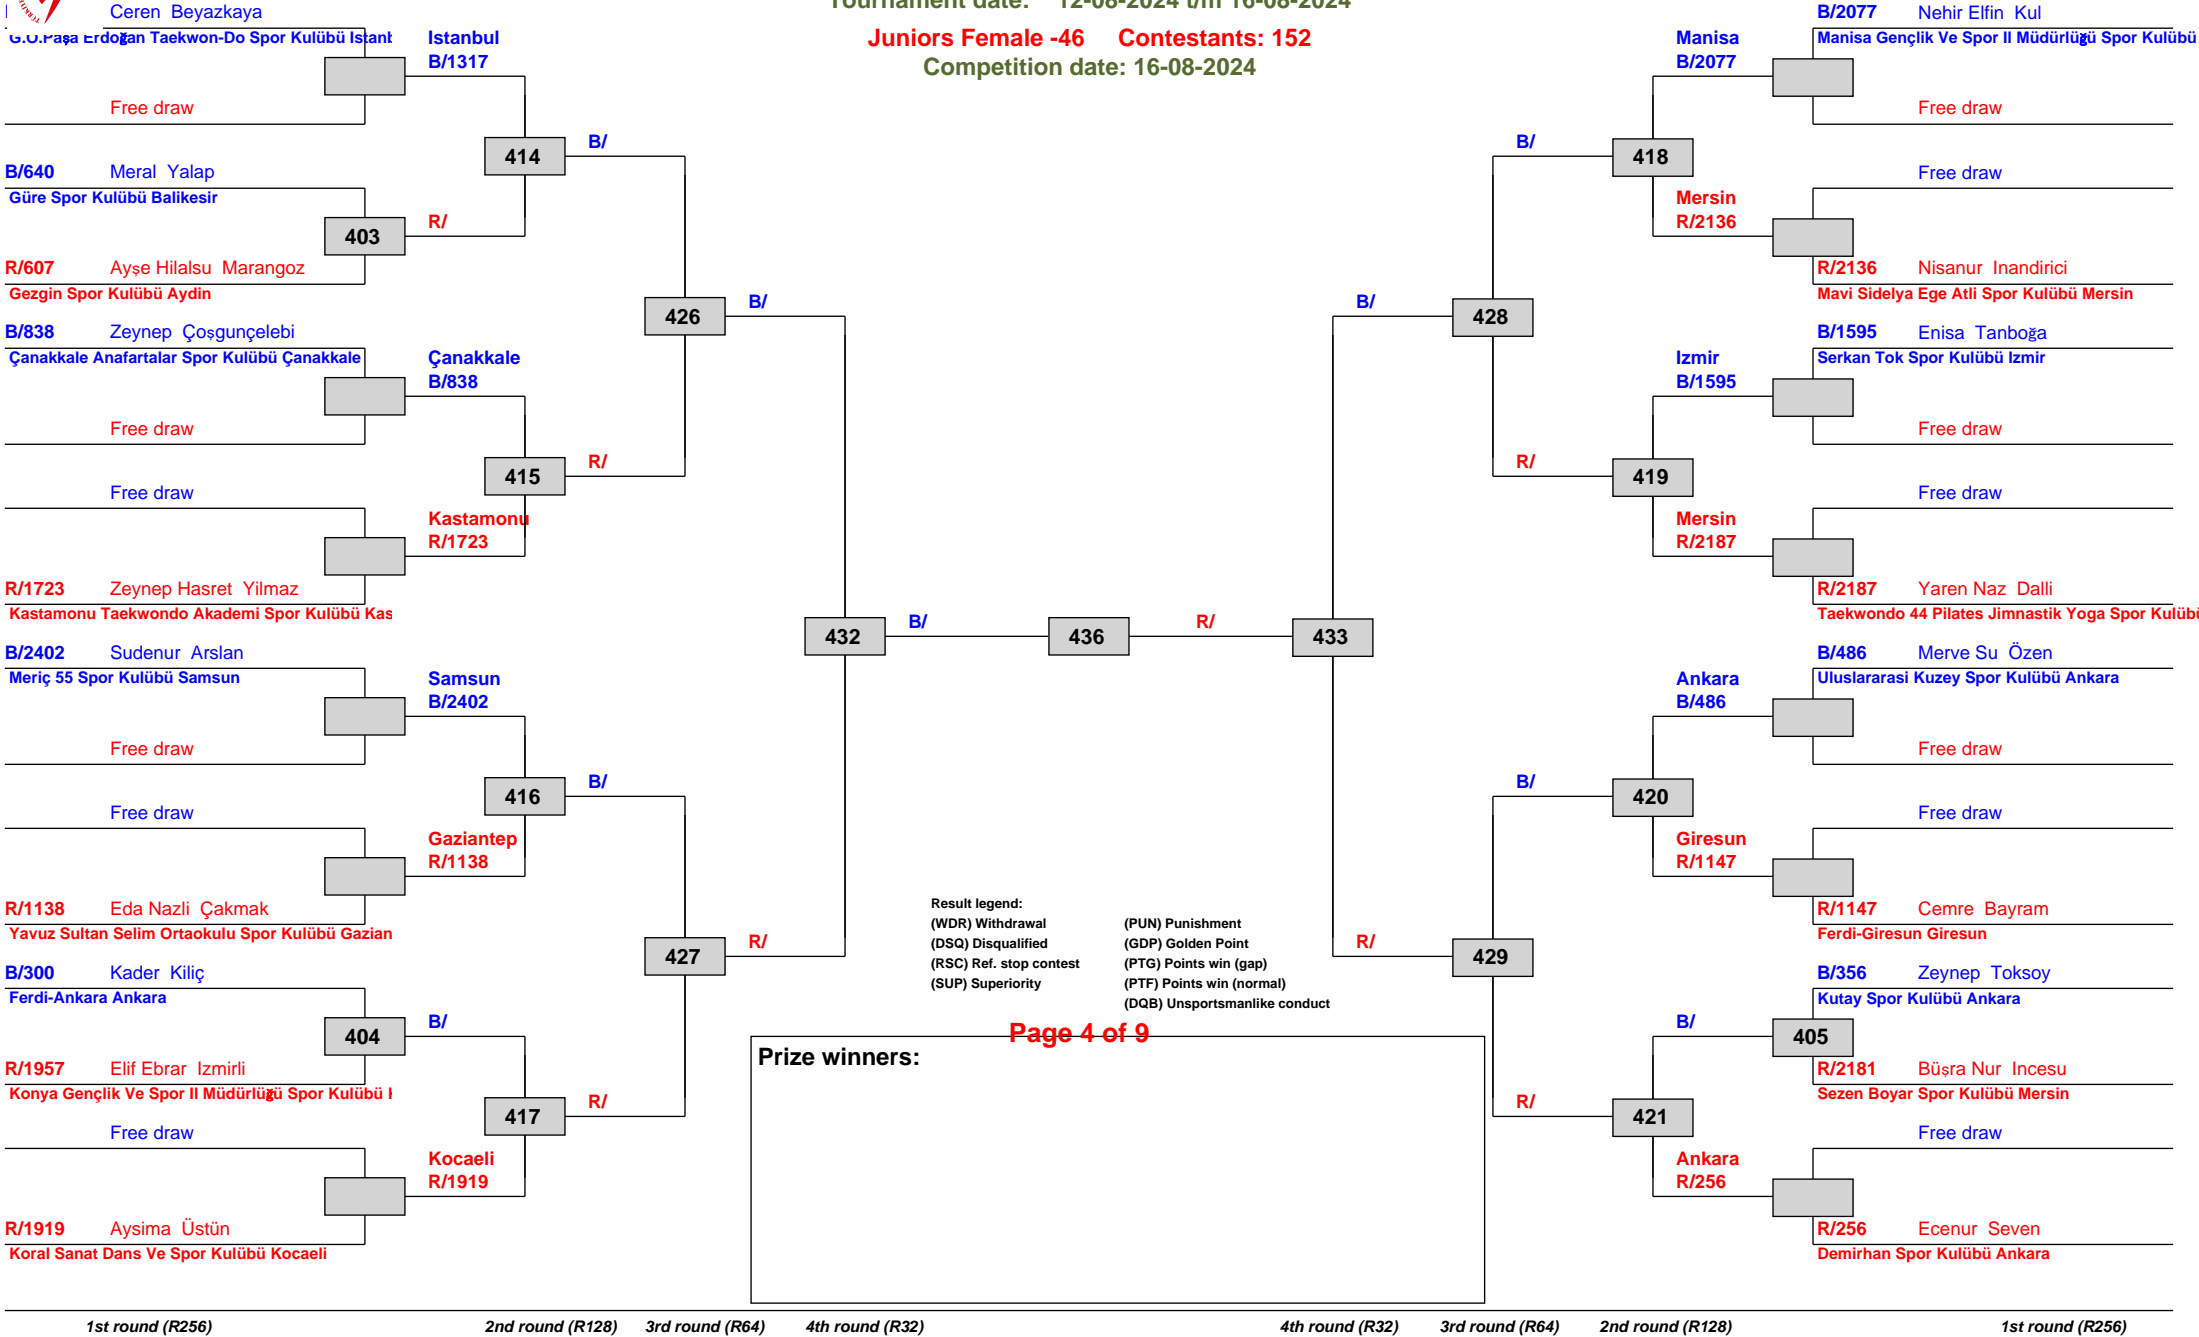 Tournament date: 12-08-2024 t/m 16-08-2024
Juniors Female -46 Contestants: 152
Competition date: 16-08-2024
Ceren Beyazkaya
G.O.Paşa Erdoğan Taekwon-Do Spor Kulübü Istanb
Istanbul
B/1317
Free draw
414
B/
B/640 Meral Yalap
Güre Spor Kulübü Balikesir
403
R/
R/607 Ayşe Hilalsu Marangoz
Gezgin Spor Kulübü Aydin
426
B/
B/838 Zeynep Çoşgunçelebi
Çanakkale Anafartalar Spor Kulübü Çanakkale
Çanakkale
B/838
Free draw
415
R/
Free draw
Kastamonu
R/1723
R/1723 Zeynep Hasret Yilmaz
Kastamonu Taekwondo Akademi Spor Kulübü Kas
432
B/
436
B/2402 Sudenur Arslan
Meriç 55 Spor Kulübü Samsun
Samsun
B/2402
Free draw
416
B/
Free draw
Gaziantep
R/1138
R/1138 Eda Nazli Çakmak
Yavuz Sultan Selim Ortaokulu Spor Kulübü Gazian
427
R/
B/300 Kader Kiliç
Ferdi-Ankara Ankara
404
B/
R/1957 Elif Ebrar Izmirli
Konya Gençlik Ve Spor Il Müdürlüğü Spor Kulübü
417
R/
Free draw
Kocaeli
R/1919
R/1919 Aysima Üstün
Koral Sanat Dans Ve Spor Kulübü Kocaeli
B/2077 Nehir Elfin Kul
Manisa Gençlik Ve Spor Il Müdürlüğü Spor Kulübü
Manisa
B/2077
Free draw
B/
418
Free draw
Mersin
R/2136
R/2136 Nisanur Inandirici
Mavi Sidelya Ege Atli Spor Kulübü Mersin
B/
428
B/1595 Enisa Tanboğa
Serkan Tok Spor Kulübü Izmir
Izmir
B/1595
Free draw
R/
419
Free draw
Mersin
R/2187
R/2187 Yaren Naz Dalli
Taekwondo 44 Pilates Jimnastik Yoga Spor Kulübü
R/
433
B/486 Merve Su Özen
Uluslararasi Kuzey Spor Kulübü Ankara
Ankara
B/486
Free draw
B/
420
Free draw
Giresun
R/1147
R/1147 Cemre Bayram
Ferdi-Giresun Giresun
R/
429
B/356 Zeynep Toksoy
Kutay Spor Kulübü Ankara
B/
405
R/2181 Büşra Nur Incesu
Sezen Boyar Spor Kulübü Mersin
R/
421
Free draw
Ankara
R/256
R/256 Ecenur Seven
Demirhan Spor Kulübü Ankara
Result legend:
(WDR) Withdrawal (PUN) Punishment
(DSQ) Disqualified (GDP) Golden Point
(RSC) Ref. stop contest (PTG) Points win (gap)
(SUP) Superiority (PTF) Points win (normal)
(DQB) Unsportsmanlike conduct
Page 4 of 9
Prize winners:
1st round (R256) 2nd round (R128) 3rd round (R64) 4th round (R32) 4th round (R32) 3rd round (R64) 2nd round (R128) 1st round (R256)